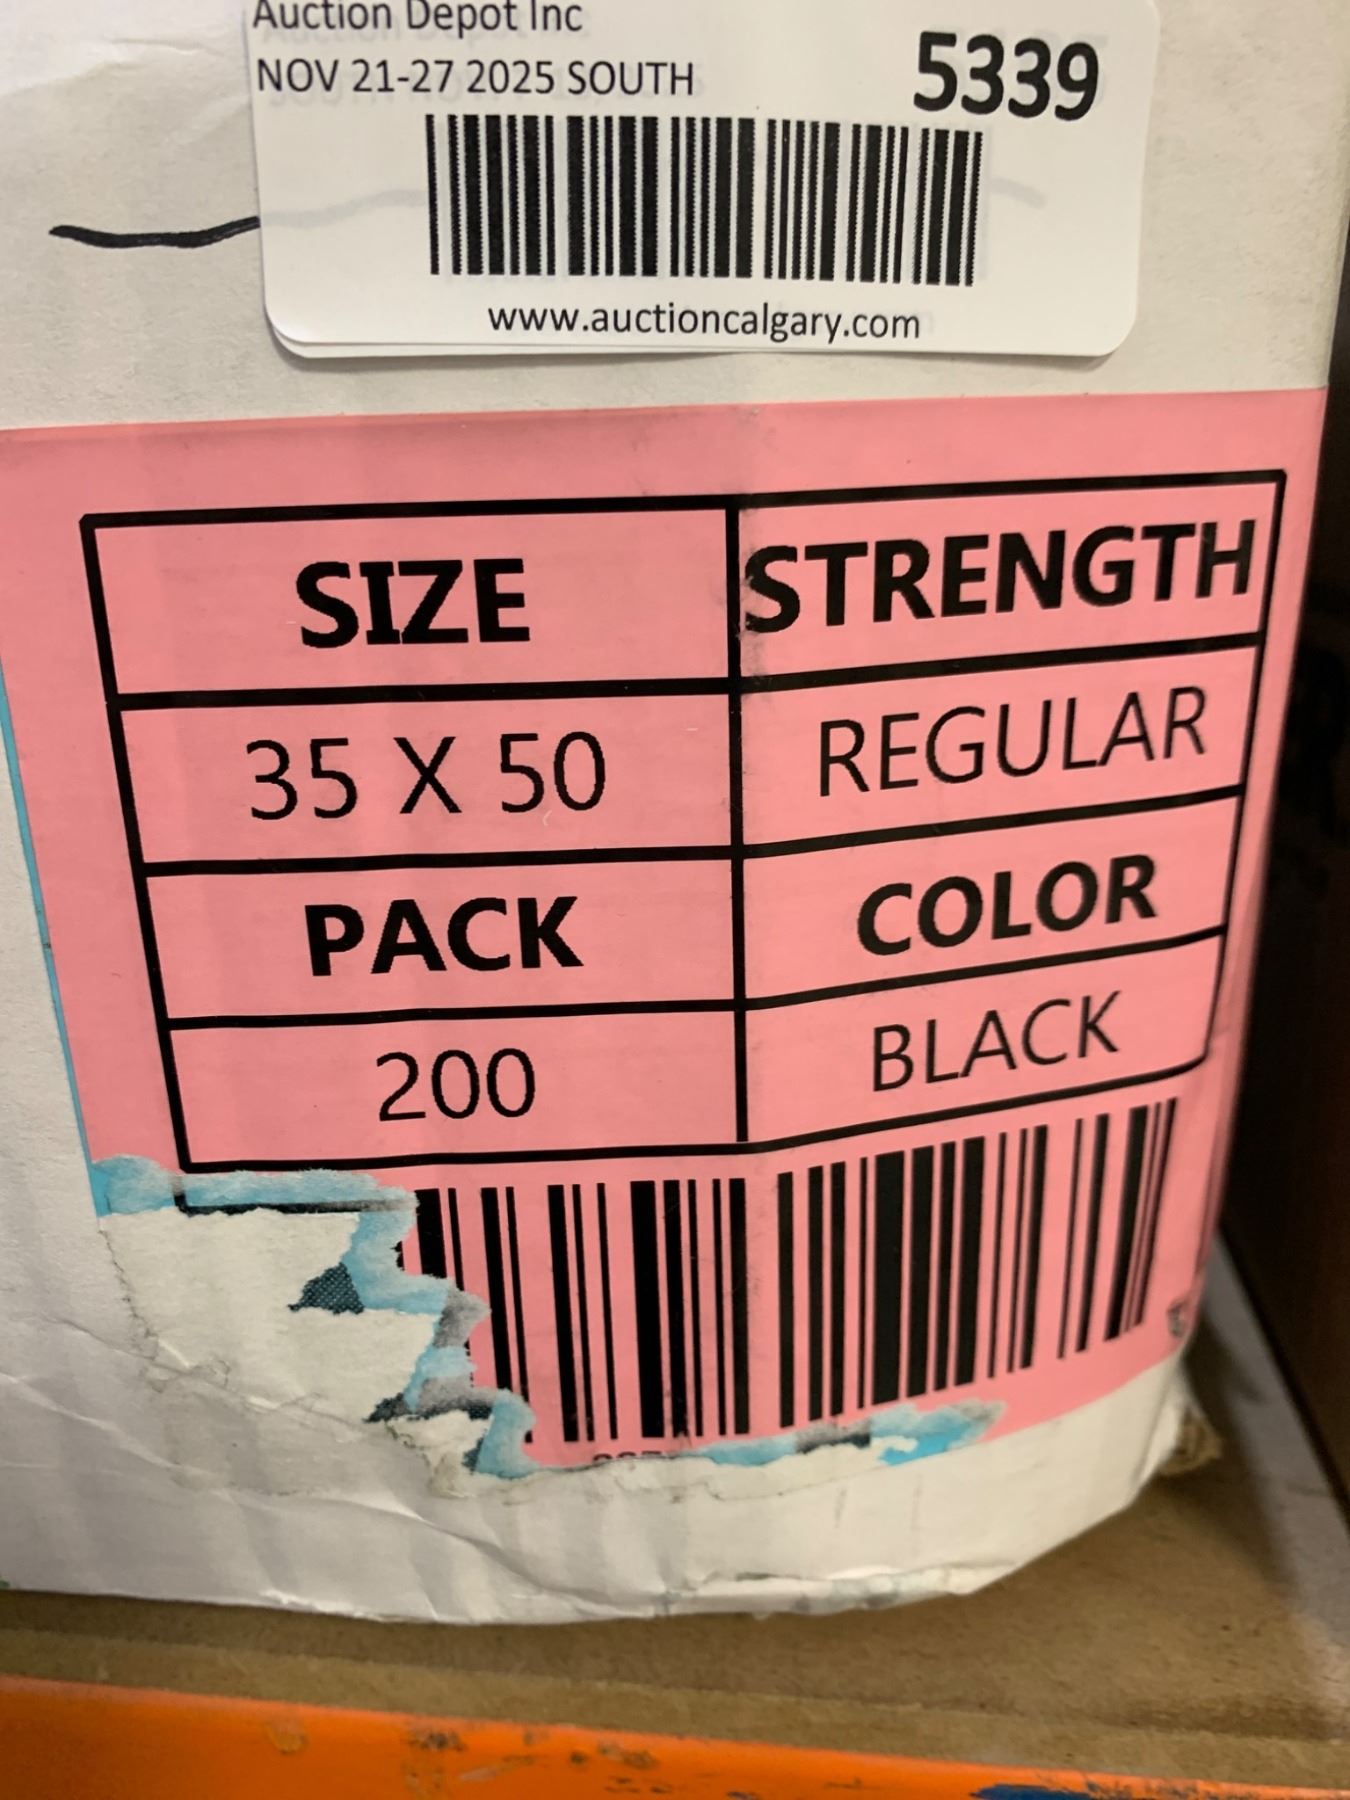 Auction Depot Inc
NOV 21-27 2025 SOUTH 5339
www.auctioncalgary.com
SIZE STRENGTH
35 X 50 REGULAR
PACK COLOR
200 BLACK